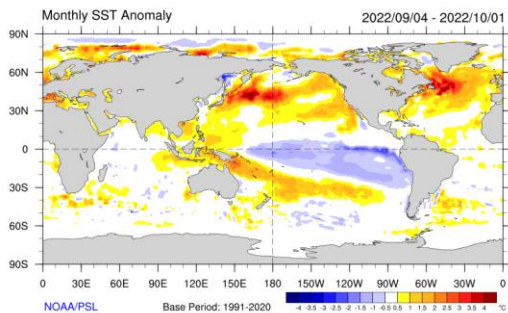 Monthly SST Anomaly 2022/09/04 - 2022/10/01
90N
60N
30N
0
30S
60S
90S
0 30E 60E 90E 120E 150E 180 150W 120W 90W 60W 30W 0
NOAA/PSL Base Period: 1991-2020
-4 -3.5 -3 -2.5 -2 -1.5 -1 -0.5 0.5 1 1.5 2 2.5 3 3.5 4 °C